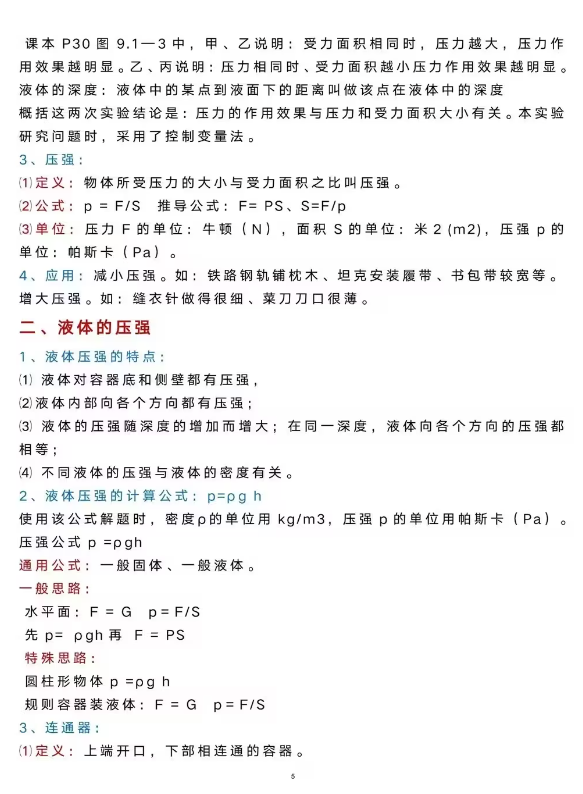 课本 P30 图 9.1—3 中，甲、乙说明：受力面积相同时，压力越大，压力作
用效果越明显。乙、丙说明：压力相同时、受力面积越小压力作用效果越明显。
液体的深度：液体中的某点到液面下的距离叫做该点在液体中的深度
概括这两次实验结论是：压力的作用效果与压力和受力面积大小有关。本实验
研究问题时，采用了控制变量法。
3、压强：
⑴定义：物体所受压力的大小与受力面积之比叫压强。
⑵公式：p = F/S 推导公式：F= PS、S=F/p
⑶单位：压力 F 的单位：牛顿（N），面积 S 的单位：米 2 (m2)，压强 p 的
单位：帕斯卡（Pa）。
4、应用：减小压强。如：铁路钢轨铺枕木、坦克安装履带、书包带较宽等。
增大压强。如：缝衣针做得很细、菜刀刀口很薄。
二、液体的压强
1、液体压强的特点：
⑴ 液体对容器底和侧壁都有压强，
⑵液体内部向各个方向都有压强；
⑶ 液体的压强随深度的增加而增大；在同一深度，液体向各个方向的压强都
相等；
⑷ 不同液体的压强与液体的密度有关。
2、液体压强的计算公式：p=ρg h
使用该公式解题时，密度ρ的单位用 kg/m3，压强 p 的单位用帕斯卡（Pa）。
压强公式 p =ρgh
通用公式：一般固体、一般液体。
一般思路：
水平面：F = G p = F/S
先 p= ρgh 再 F = PS
特殊思路：
圆柱形物体 p =ρg h
规则容器装液体：F = G p = F/S
3、连通器：
⑴定义：上端开口，下部相连通的容器。
5